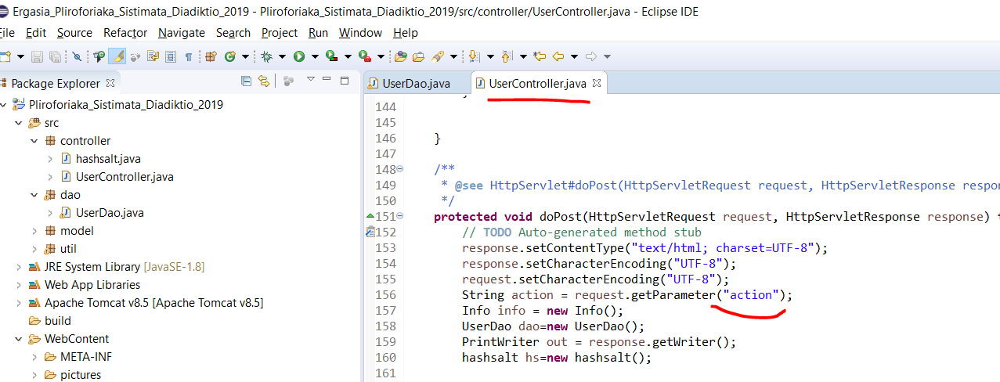 Ergasia_Pliroforiaka_Sistimata_Diadiktio_2019 - Pliroforiaka_Sistimata_Diadiktio_2019/src/controller/UserController.java - Eclipse IDE
File Edit Source Refactor Navigate Search Project Run Window Help
Package Explorer
Pliroforiaka_Sistimata_Diadiktio_2019
src
controller
hashsalt.java
UserController.java
dao
UserDao.java
model
util
JRE System Library [JavaSE-1.8]
Web App Libraries
Apache Tomcat v8.5 [Apache Tomcat v8.5]
build
WebContent
META-INF
pictures
UserDao.java UserController.java
144
145
146 }
147
148 /**
149 * @see HttpServlet#doPost(HttpServletRequest request, HttpServletResponse
150 */
151 protected void doPost(HttpServletRequest request, HttpServletResponse response)
152 // TODO Auto-generated method stub
153 response.setContentType("text/html; charset=UTF-8");
154 response.setCharacterEncoding("UTF-8");
155 request.setCharacterEncoding("UTF-8");
156 String action = request.getParameter("action");
157 Info info = new Info();
158 UserDao dao=new UserDao();
159 PrintWriter out = response.getWriter();
160 hashsalt hs=new hashsalt();
161